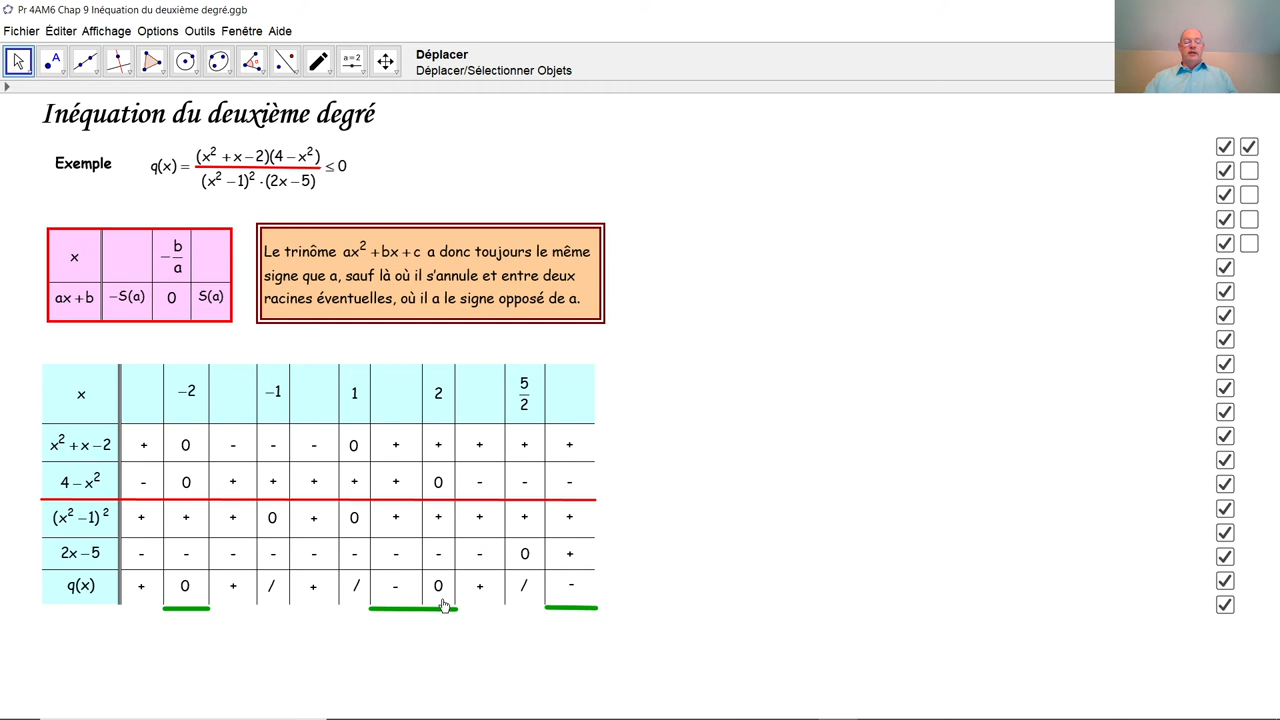 Pr 4AM6 Chap 9 Inéquation du deuxième degré.ggb
Fichier Éditer Affichage Options Outils Fenêtre Aide
A a=2
Déplacer
Déplacer/Sélectionner Objets
Inéquation du deuxième degré
Exemple q(x) = (x² + x − 2)(4 − x²) / (x² − 1)² · (2x − 5) ≤ 0
x −b/a
ax + b −S(a) 0 S(a)
Le trinôme ax² + bx + c a donc toujours le même
signe que a, sauf là où il s'annule et entre deux
racines éventuelles, où il a le signe opposé de a.
x −2 −1 1 2 5/2
x² + x − 2 + 0 - - - 0 + + + + +
4 − x² - 0 + + + + + 0 - - -
(x² − 1)² + + + 0 + 0 + + + + +
2x − 5 - - - - - - - - - 0 +
q(x) + 0 + / + / - 0 + / -